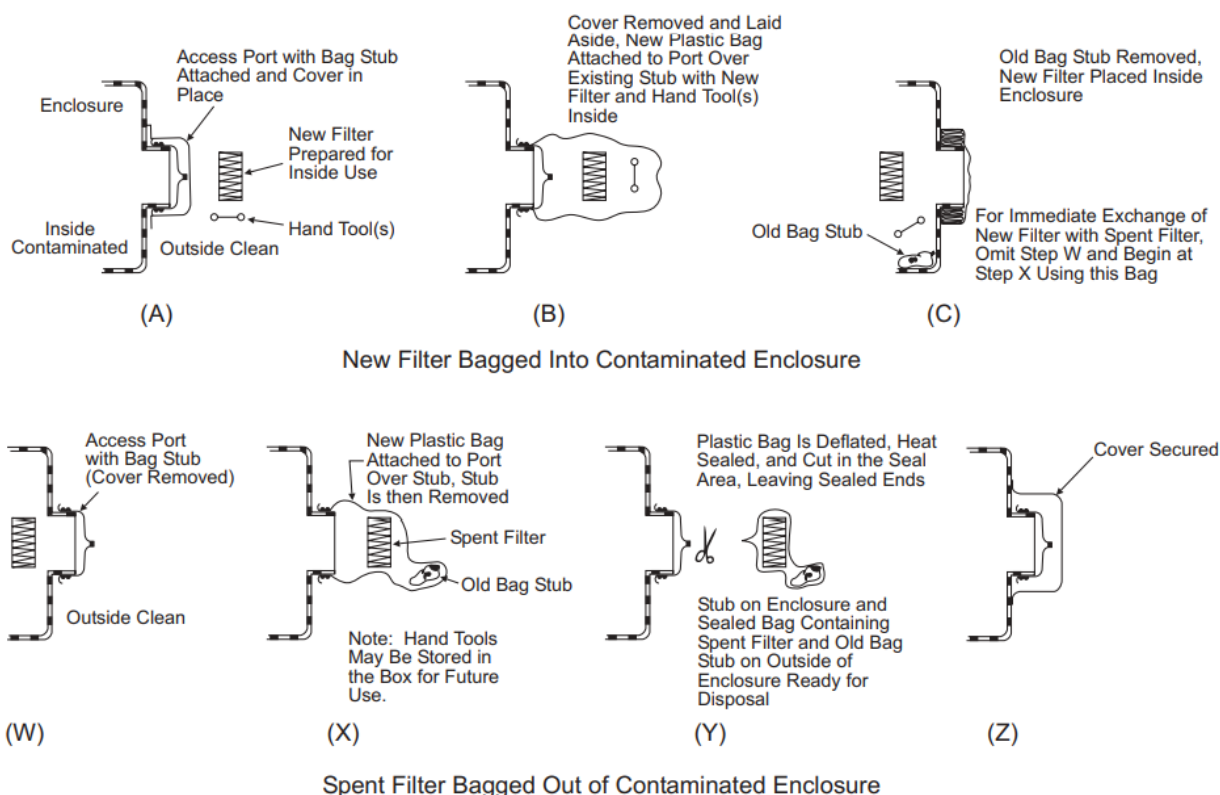 Access Port with Bag Stub
Attached and Cover in
Place
Enclosure
New Filter
Prepared for
Inside Use
Inside
Contaminated
Outside Clean
Hand Tool(s)
(A)
Cover Removed and Laid
Aside, New Plastic Bag
Attached to Port Over
Existing Stub with New
Filter and Hand Tool(s)
Inside
(B)
Old Bag Stub Removed,
New Filter Placed Inside
Enclosure
Old Bag Stub
For Immediate Exchange of
New Filter with Spent Filter,
Omit Step W and Begin at
Step X Using this Bag
(C)
New Filter Bagged Into Contaminated Enclosure
Access Port
with Bag Stub
(Cover Removed)
Outside Clean
(W)
New Plastic Bag
Attached to Port
Over Stub, Stub
Is then Removed
Spent Filter
Old Bag Stub
Note: Hand Tools
May Be Stored in
the Box for Future
Use.
(X)
Plastic Bag Is Deflated, Heat
Sealed, and Cut in the Seal
Area, Leaving Sealed Ends
Stub on Enclosure and
Sealed Bag Containing
Spent Filter and Old Bag
Stub on Outside of
Enclosure Ready for
Disposal
(Y)
Cover Secured
(Z)
Spent Filter Bagged Out of Contaminated Enclosure